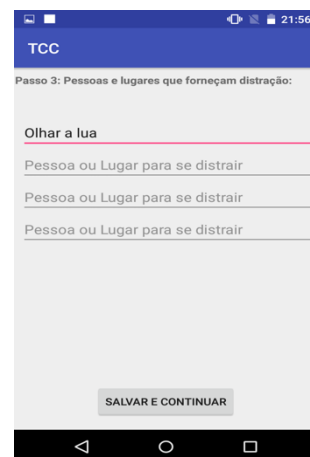 21:56
TCC
Passo 3: Pessoas e lugares que forneçam distração:
Olhar a lua
Pessoa ou Lugar para se distrair
Pessoa ou Lugar para se distrair
Pessoa ou Lugar para se distrair
SALVAR E CONTINUAR